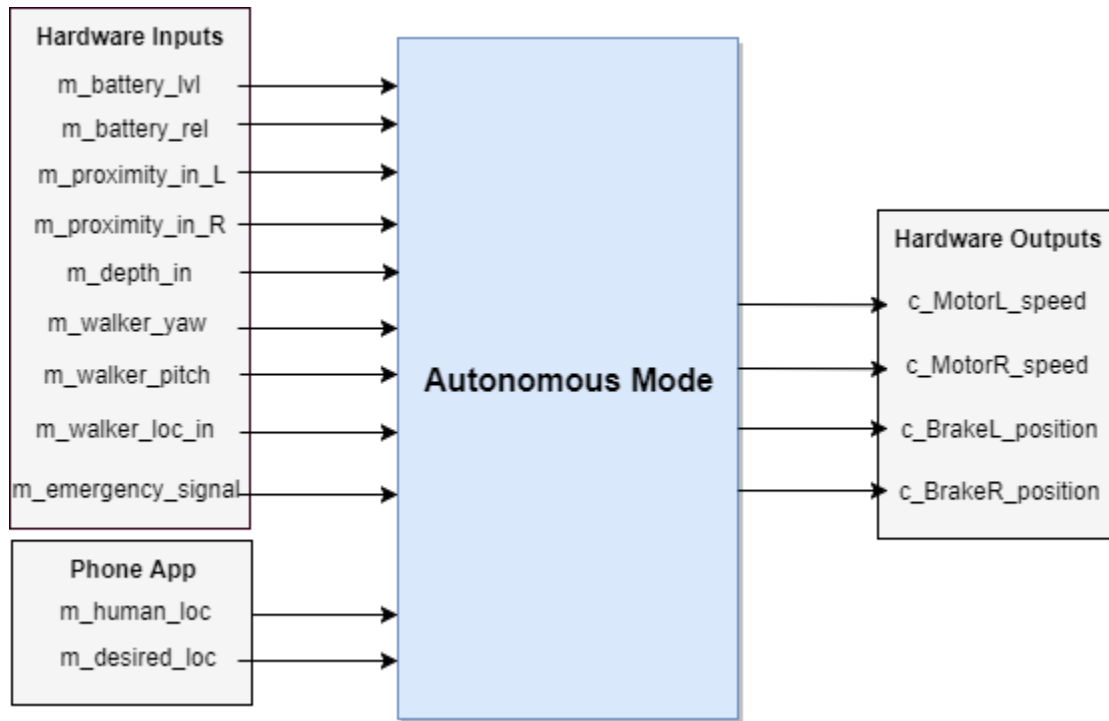 Hardware Inputs
m_battery_lvl
m_battery_rel
m_proximity_in_L
m_proximity_in_R
m_depth_in
m_walker_yaw
m_walker_pitch
m_walker_loc_in
m_emergency_signal
Phone App
m_human_loc
m_desired_loc
Autonomous Mode
Hardware Outputs
c_MotorL_speed
c_MotorR_speed
c_BrakeL_position
c_BrakeR_position